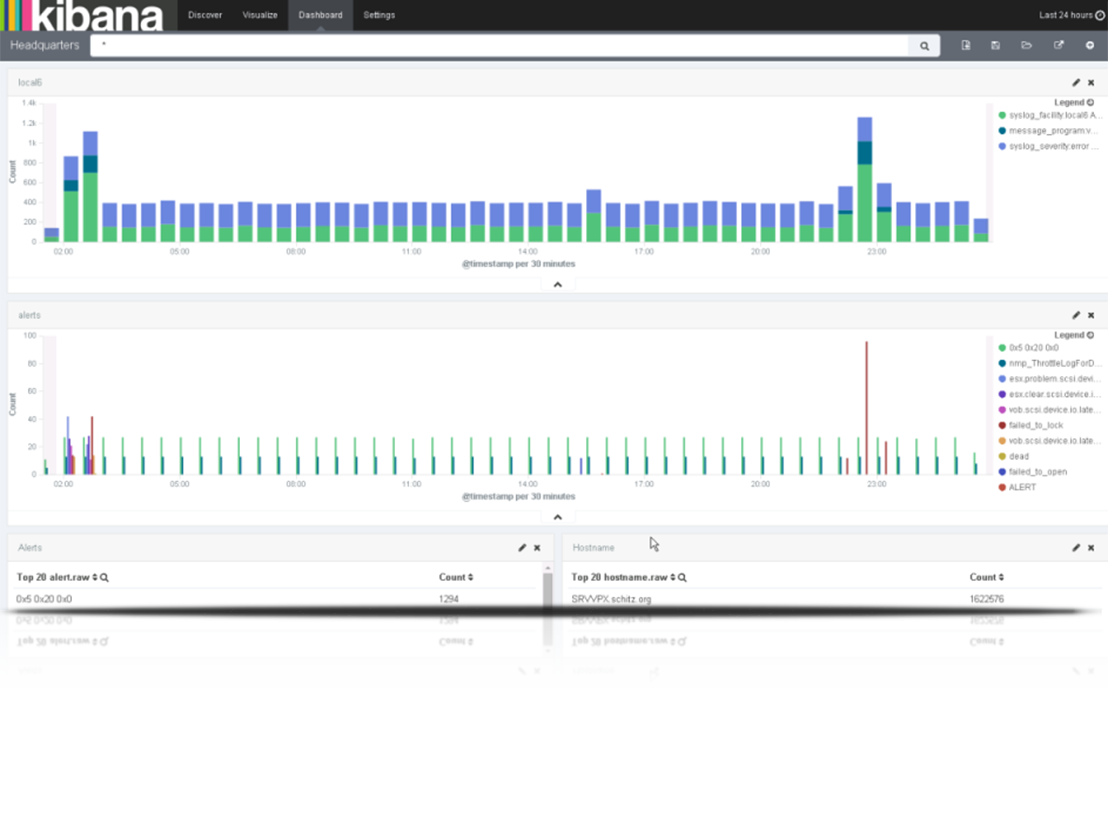 kibana Discover Visualize Dashboard Settings Last 24 hours
Headquarters *
local6
Legend
1.4k
1.2k
1k
800
600
400
200
0
Count
syslog_facility:local6 A...
message_program:v...
syslog_severity:error ...
02:00 05:00 08:00 11:00 14:00 17:00 20:00 23:00
@timestamp per 30 minutes
alerts
Legend
100
80
60
40
20
0
Count
0x5 0x20 0x0
nmp_ThrottleLogForD...
esx.problem.scsi.devi...
esx.clear.scsi.device.i...
vob.scsi.device.io.late...
failed_to_lock
vob.scsi.device.io.late...
dead
failed_to_open
ALERT
02:00 05:00 08:00 11:00 14:00 17:00 20:00 23:00
@timestamp per 30 minutes
Alerts
Top 20 alert.raw Count
0x5 0x20 0x0 1294
Hostname
Top 20 hostname.raw Count
SRVVPX.schitz.org 1622576